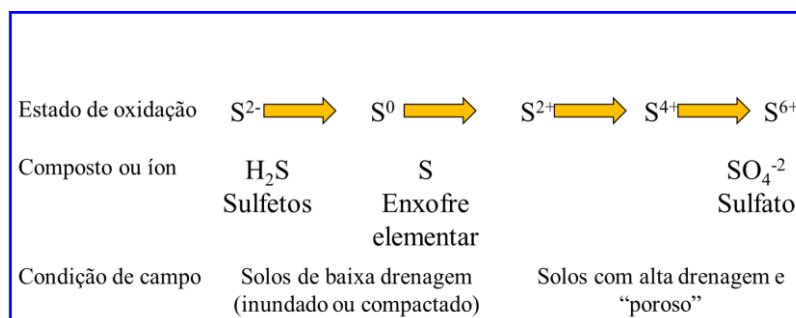 Estado de oxidação S²⁻ S⁰ S²⁺ S⁴⁺ S⁶⁺
Composto ou íon H₂S S SO₄⁻²
Sulfetos Enxofre Sulfato
elementar
Condição de campo Solos de baixa drenagem Solos com alta drenagem e
(inundado ou compactado) “poroso”